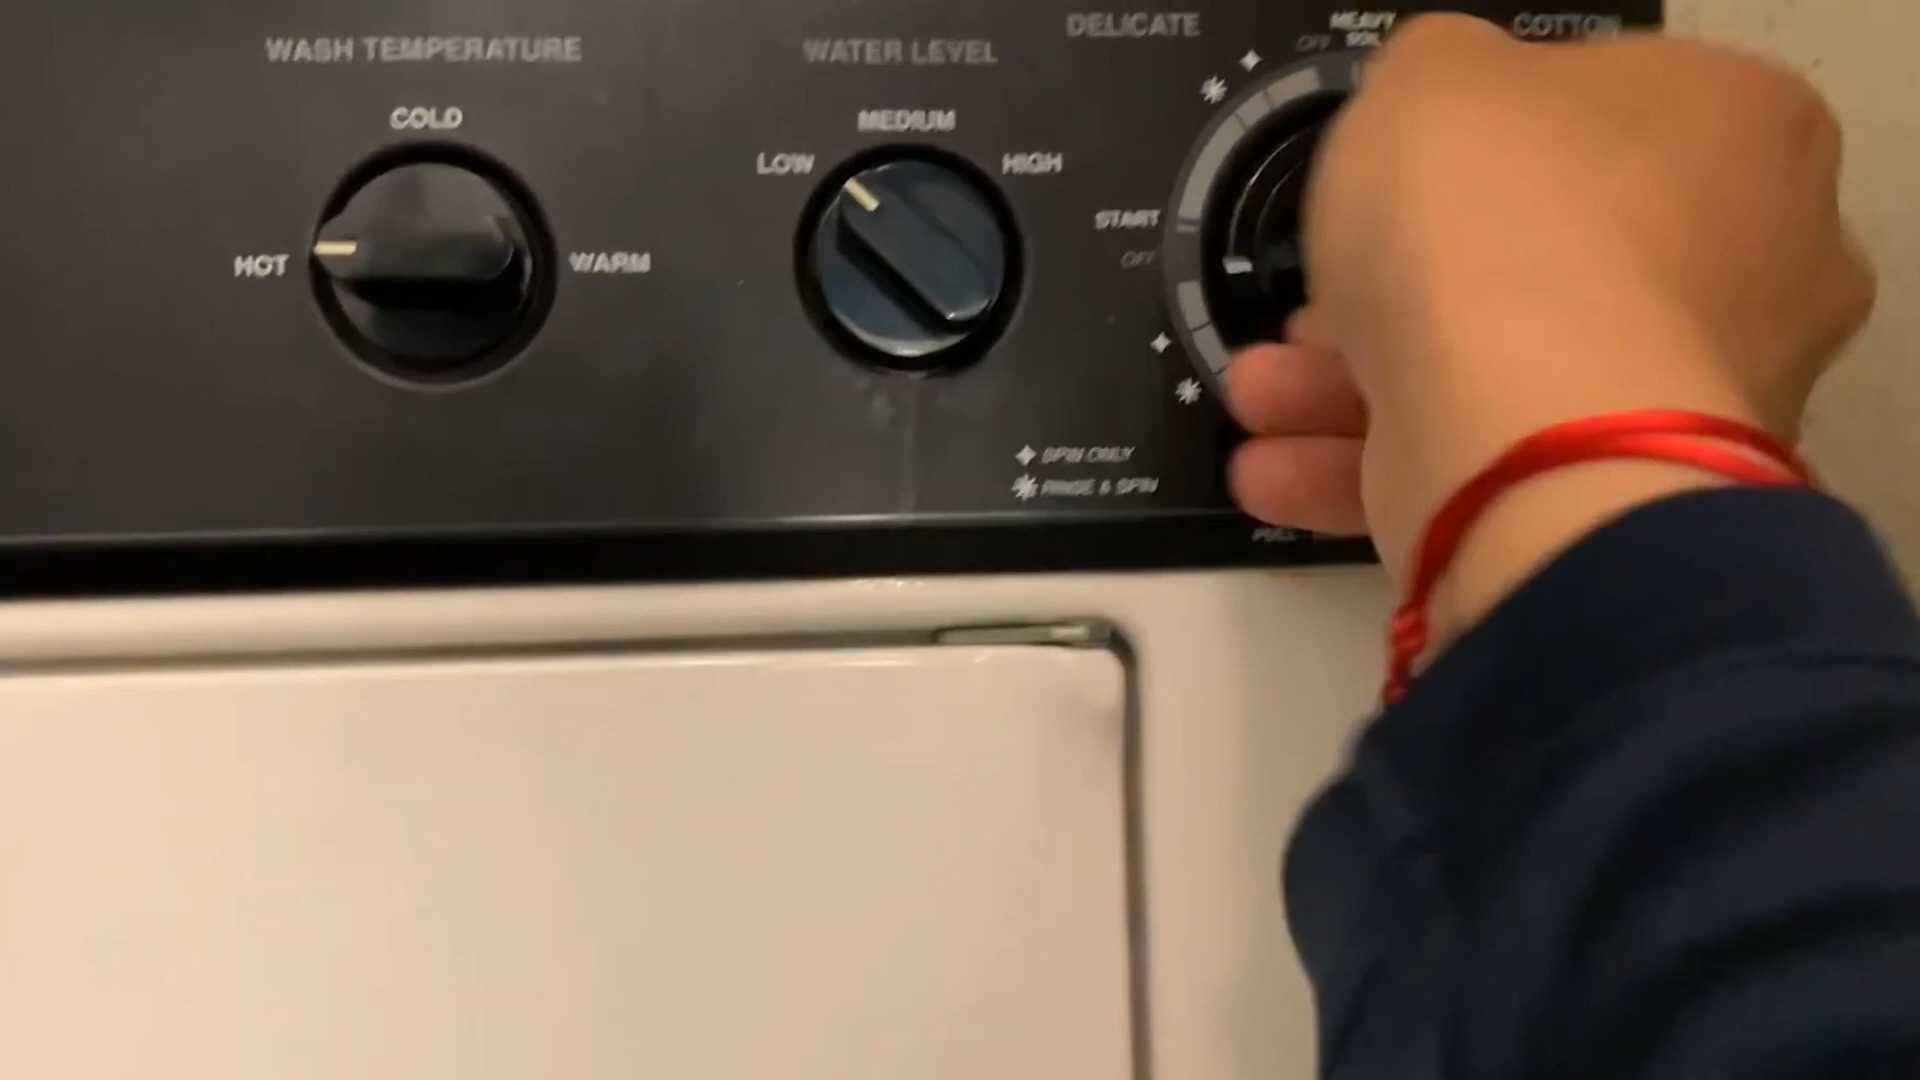 WASH TEMPERATURE
COLD
HOT
WARM
WATER LEVEL
MEDIUM
LOW
HIGH
DELICATE
HEAVY
SOIL
OFF
COTTON
START
OFF
SPIN ONLY
RINSE & SPIN
PULL